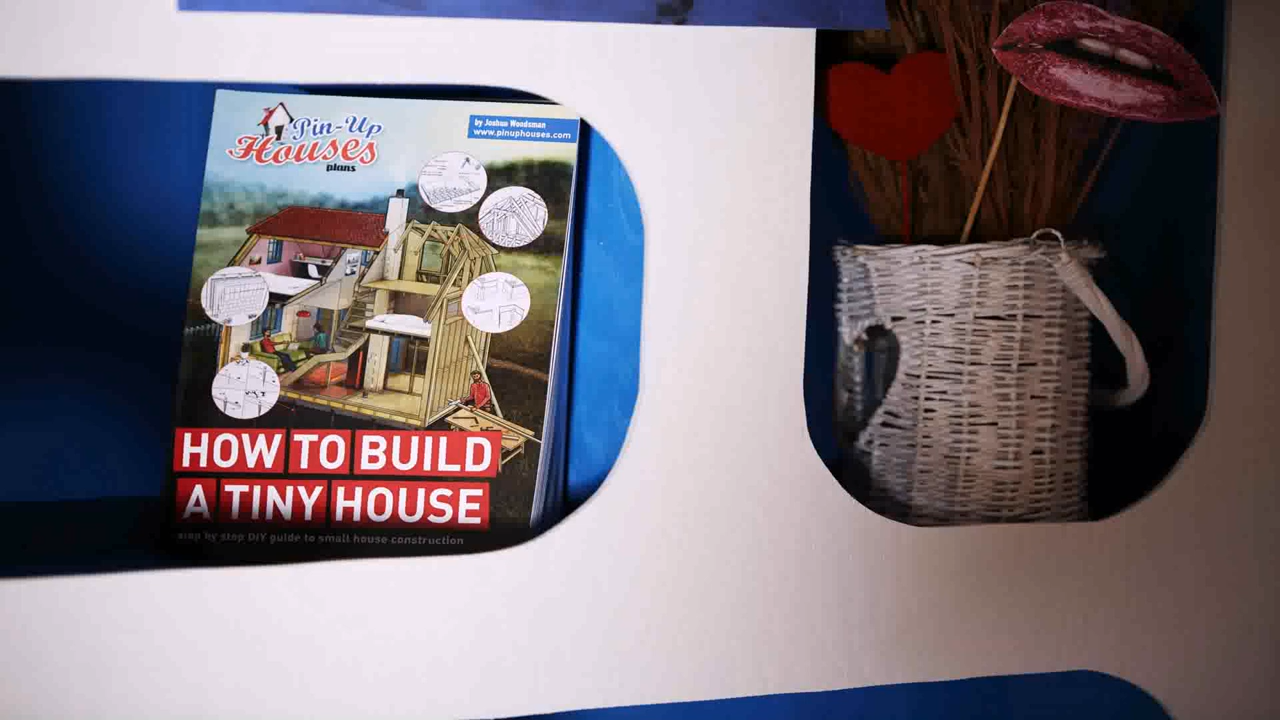 Pin-Up
Houses
plans
by Joshua Woodsman
www.pinuphouses.com
HOW TO BUILD
A TINY HOUSE
step by step DIY guide to small house construction